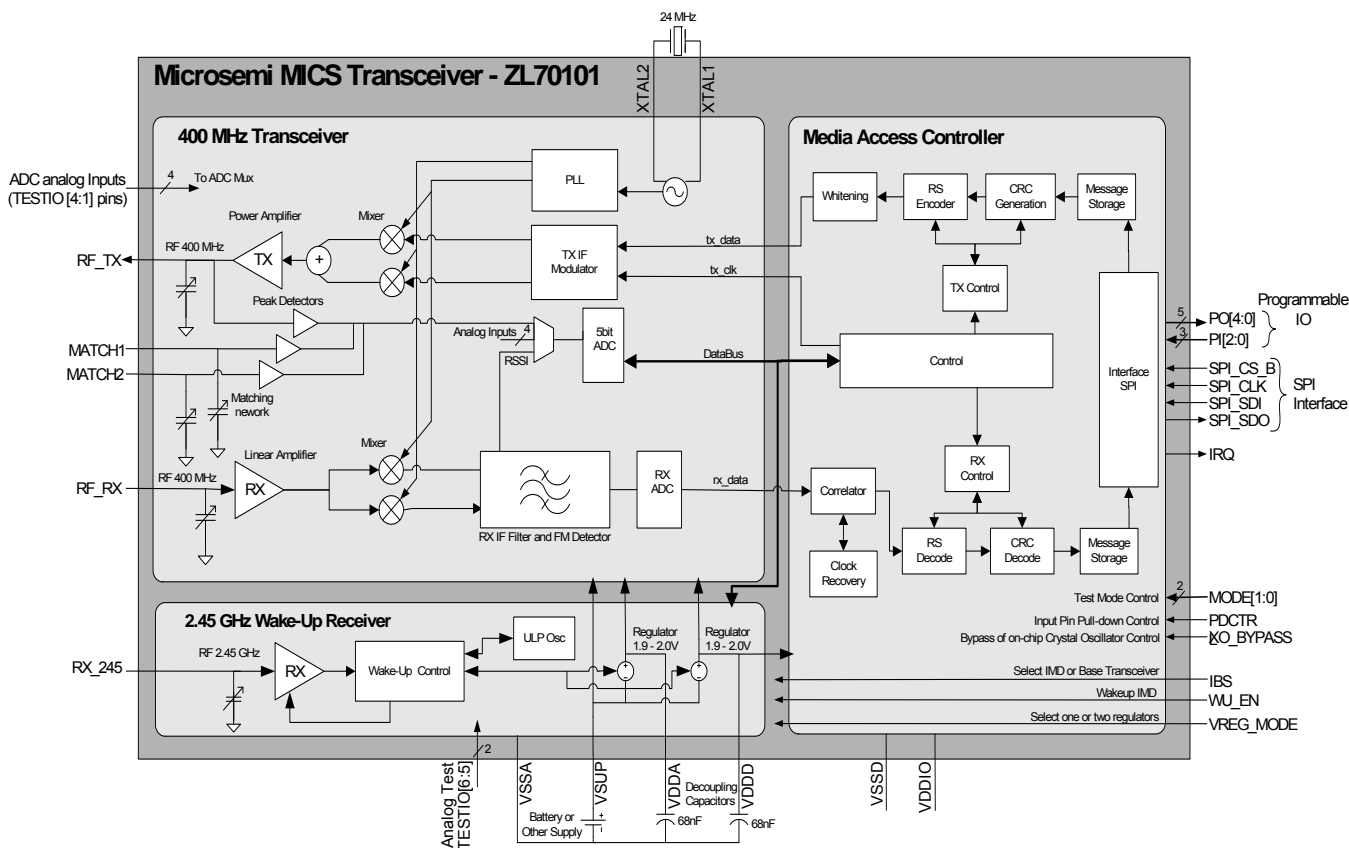 24 MHz
Microsemi MICS Transceiver - ZL70101
XTAL2
XTAL1
400 MHz Transceiver
Media Access Controller
ADC analog Inputs
(TESTIO [4:1] pins)
4
To ADC Mux
PLL
Whitening
RS
Encoder
CRC
Generation
Message
Storage
Power Amplifier
Mixer
RF_TX
RF 400 MHz
TX
+
TX IF
Modulator
tx_data
tx_clk
TX Control
Peak Detectors
Analog Inputs
4
RSSI
5bit
ADC
DataBus
Control
Interface
SPI
5
PO[4:0]
3
PI[2:0]
Programmable
IO
MATCH1
MATCH2
SPI_CS_B
SPI_CLK
SPI_SDI
SPI_SDO
SPI
Interface
IRQ
Matching
nework
Linear Amplifier
Mixer
RF_RX
RF 400 MHz
RX
RX IF Filter and FM Detector
RX
ADC
rx_data
Correlator
RX
Control
Clock
Recovery
RS
Decode
CRC
Decode
Message
Storage
2.45 GHz Wake-Up Receiver
RX_245
RF 2.45 GHz
RX
Wake-Up Control
ULP Osc
Regulator
1.9 - 2.0V
Regulator
1.9 - 2.0V
+
-
+
-
Test Mode Control
2
MODE[1:0]
Input Pin Pull-down Control
PDCTR
Bypass of on-chip Crystal Oscillator Control
XO_BYPASS
Select IMD or Base Transceiver
IBS
Wakeup IMD
WU_EN
Select one or two regulators
VREG_MODE
Analog Test
TESTIO[6:5]
2
VSSA
VSUP
VDDA
VDDD
VSSD
VDDIO
Decoupling
Capacitors
Battery or
Other Supply
+
-
68nF
68nF